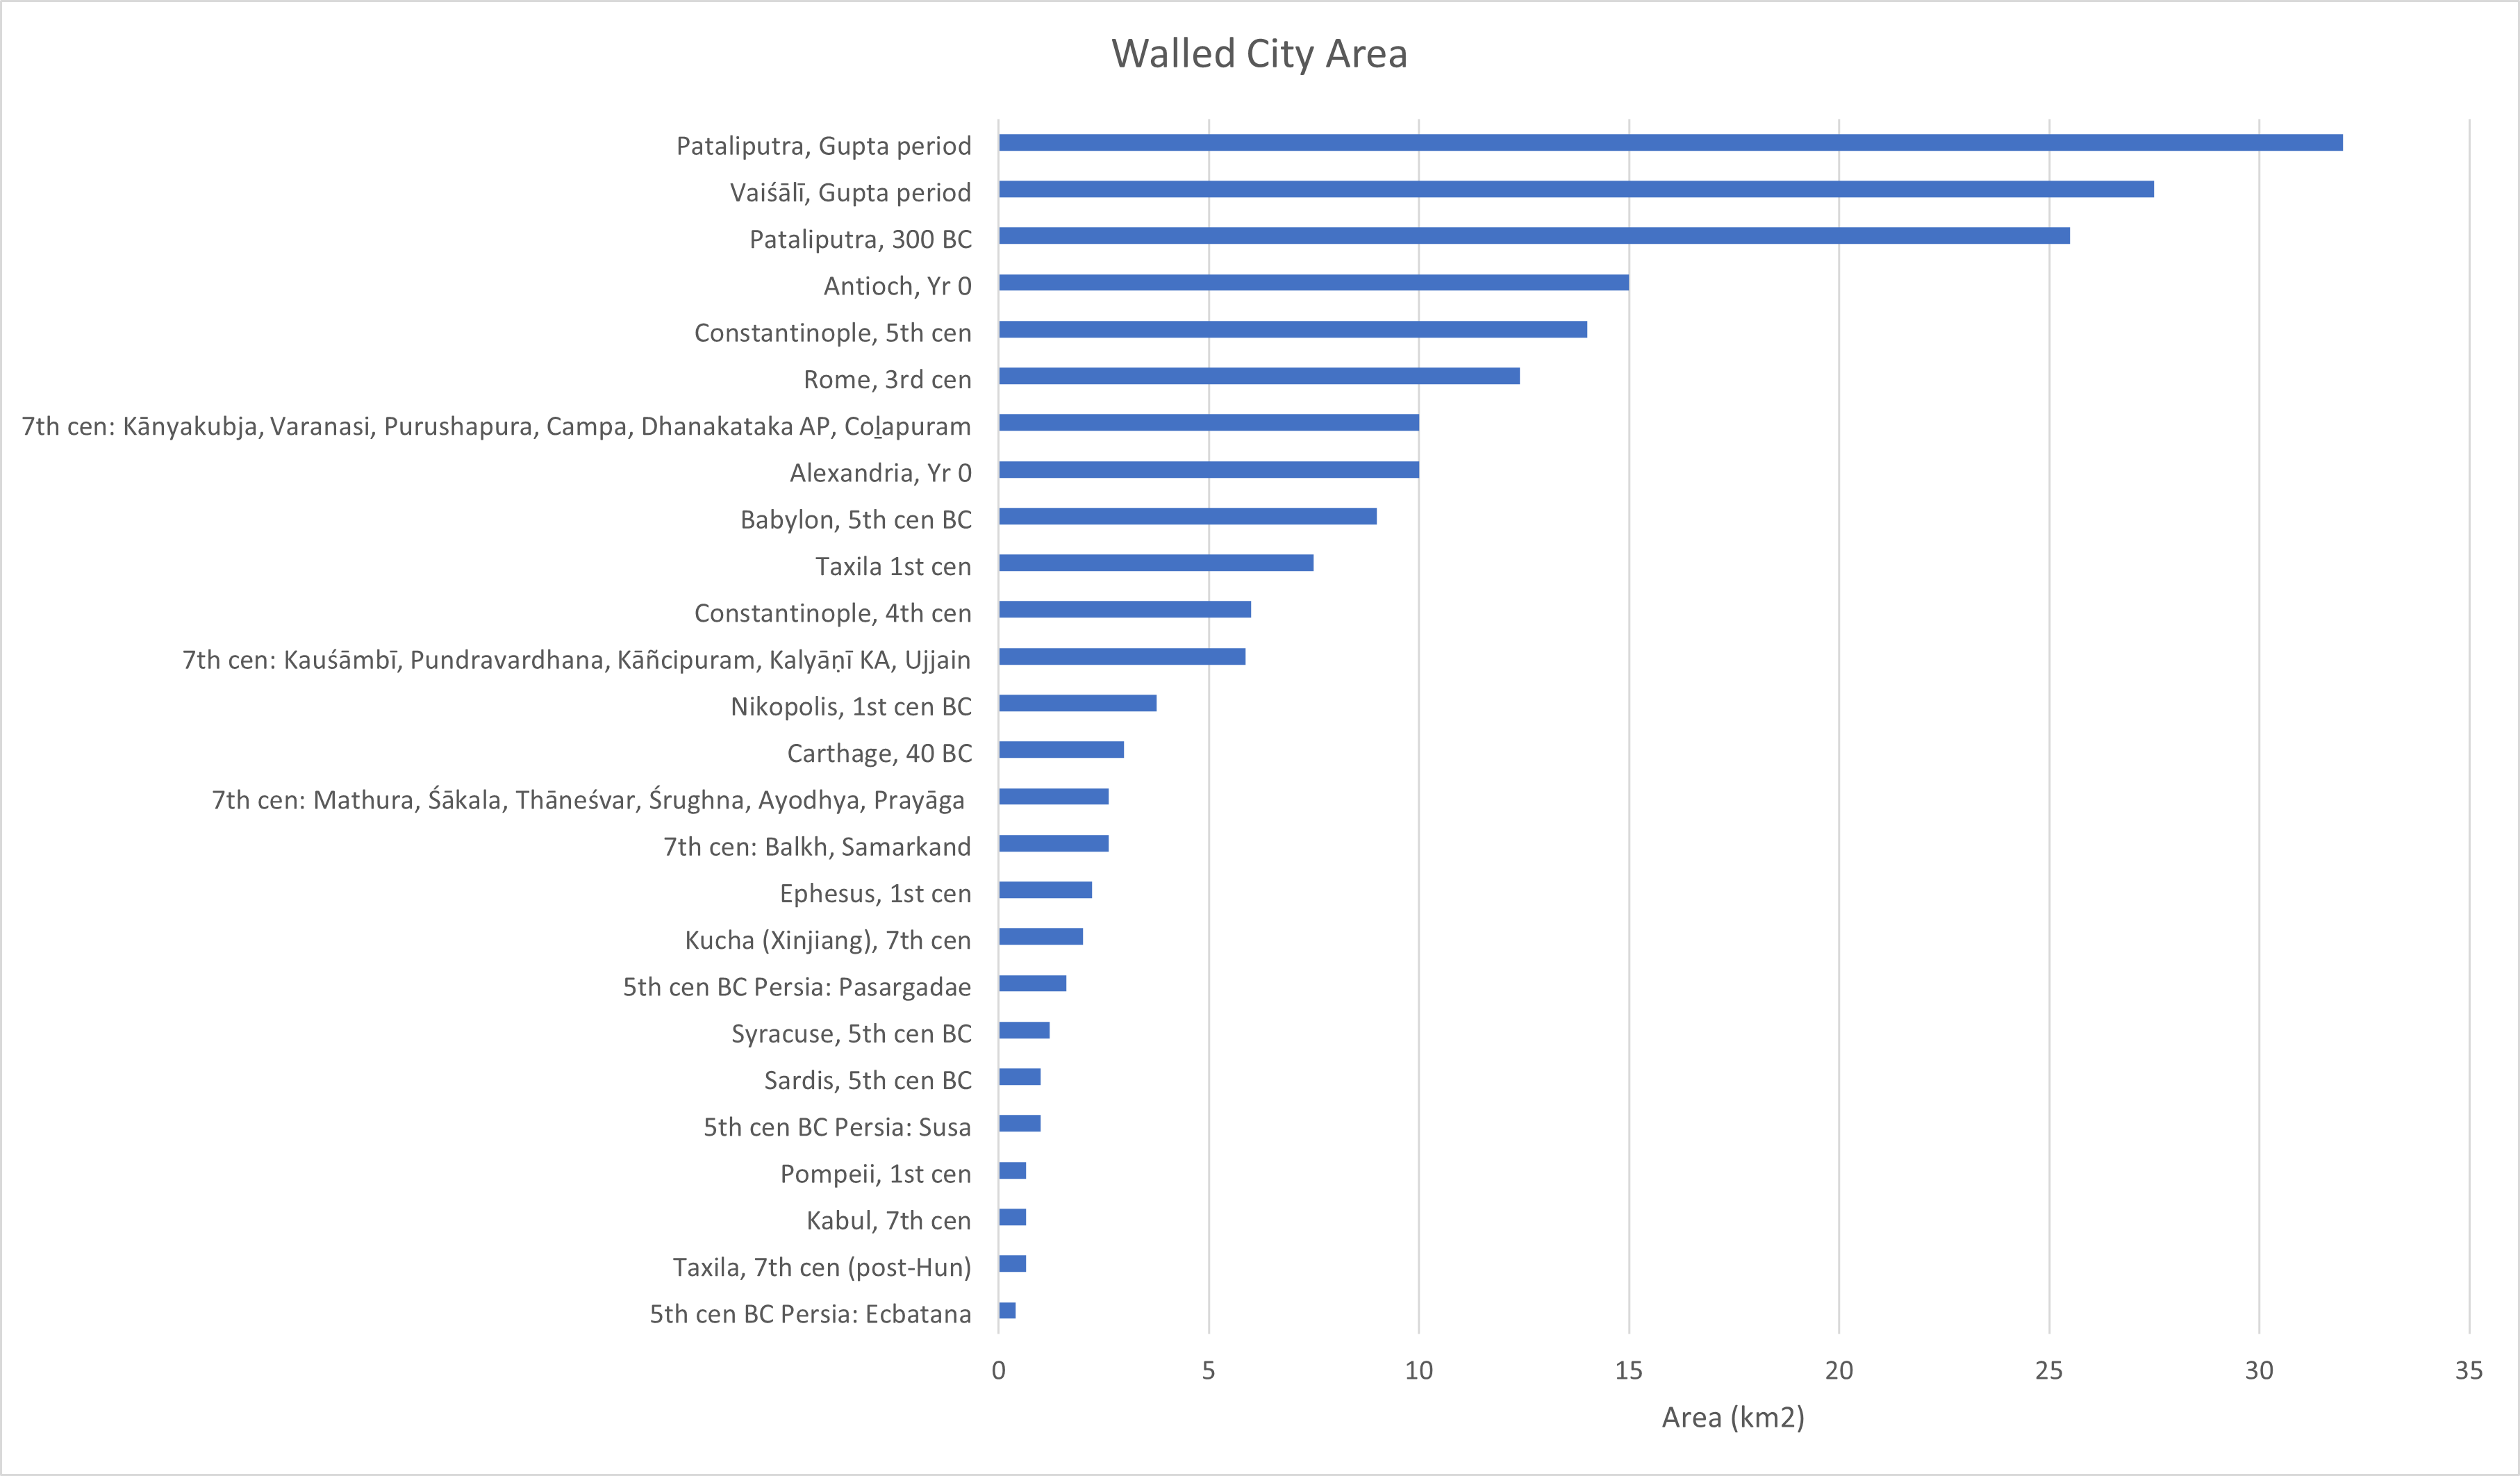 Walled City Area
Pataliputra, Gupta period
Vaiśālī, Gupta period
Pataliputra, 300 BC
Antioch, Yr 0
Constantinople, 5th cen
Rome, 3rd cen
7th cen: Kānyakubja, Varanasi, Purushapura, Campa, Dhanakataka AP, Coḻapuram
Alexandria, Yr 0
Babylon, 5th cen BC
Taxila 1st cen
Constantinople, 4th cen
7th cen: Kauśāmbī, Pundravardhana, Kāñcipuram, Kalyāṇī KA, Ujjain
Nikopolis, 1st cen BC
Carthage, 40 BC
7th cen: Mathura, Śākala, Thāneśvar, Śrughna, Ayodhya, Prayāga
7th cen: Balkh, Samarkand
Ephesus, 1st cen
Kucha (Xinjiang), 7th cen
5th cen BC Persia: Pasargadae
Syracuse, 5th cen BC
Sardis, 5th cen BC
5th cen BC Persia: Susa
Pompeii, 1st cen
Kabul, 7th cen
Taxila, 7th cen (post-Hun)
5th cen BC Persia: Ecbatana
0 5 10 15 20 25 30 35
Area (km2)